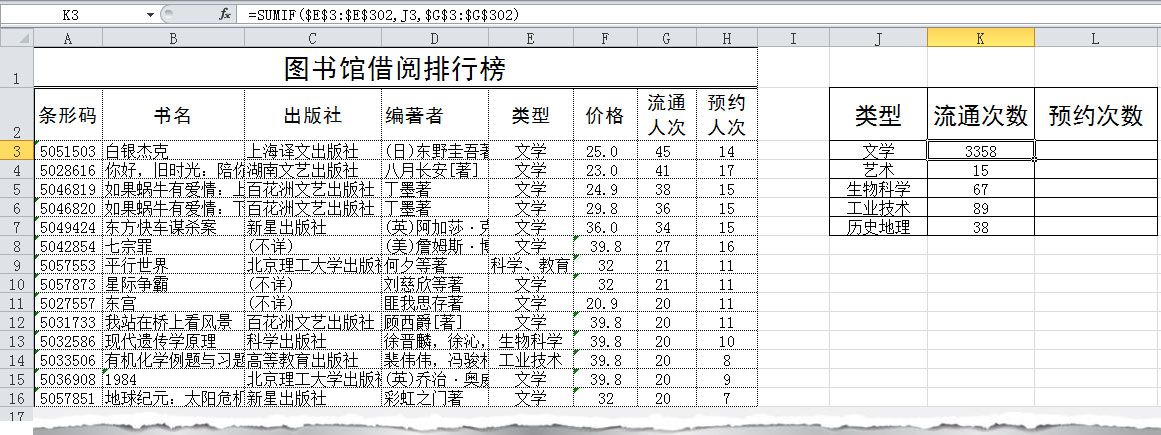 K3 fx =SUMIF($E$3:$E$302,J3,$G$3:$G$302)
A B C D E F G H I J K L
1 图书馆借阅排行榜
2 条形码 书名 出版社 编著者 类型 价格 流通人次 预约人次 类型 流通次数 预约次数
3 5051503 白银杰克 上海译文出版社 (日)东野圭吾著 文学 25.0 45 14 文学 3358
4 5028616 你好，旧时光：陪你 湖南文艺出版社 八月长安[著] 文学 23.0 41 17 艺术 15
5 5046819 如果蜗牛有爱情：上 百花洲文艺出版社 丁墨著 文学 24.9 38 15 生物科学 67
6 5046820 如果蜗牛有爱情：下 百花洲文艺出版社 丁墨著 文学 29.8 36 15 工业技术 89
7 5049424 东方快车谋杀案 新星出版社 (英)阿加莎·克 文学 36.0 34 15 历史地理 38
8 5042854 七宗罪 (不详) (美)詹姆斯·博 文学 39.8 27 16
9 5057553 平行世界 北京理工大学出版社 何夕等著 科学、教育 32 21 11
10 5057873 星际争霸 (不详) 刘慈欣等著 文学 32 21 11
11 5027557 东宫 (不详) 匪我思存著 文学 20.9 20 11
12 5031733 我站在桥上看风景 百花洲文艺出版社 顾西爵[著] 文学 39.8 20 11
13 5032586 现代遗传学原理 科学出版社 徐晋麟，徐沁， 生物科学 39.8 20 10
14 5033506 有机化学例题与习题 高等教育出版社 裴伟伟，冯骏材 工业技术 39.8 20 8
15 5036908 1984 北京理工大学出版社 (英)乔治·奥威 文学 39.8 20 9
16 5057851 地球纪元：太阳危机 新星出版社 彩虹之门著 文学 32 20 7
17